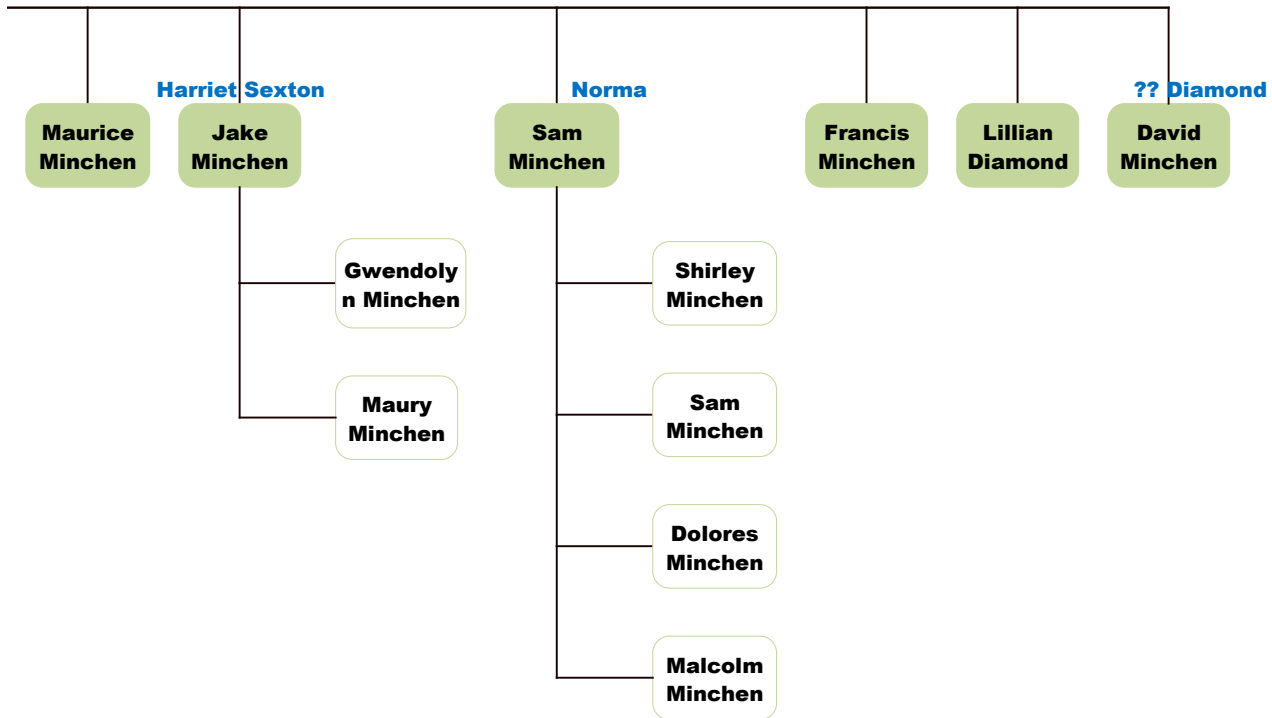 Harriet Sexton
Norma
?? Diamond
Maurice
Minchen
Jake
Minchen
Sam
Minchen
Francis
Minchen
Lillian
Diamond
David
Minchen
Gwendoly
n Minchen
Maury
Minchen
Shirley
Minchen
Sam
Minchen
Dolores
Minchen
Malcolm
Minchen